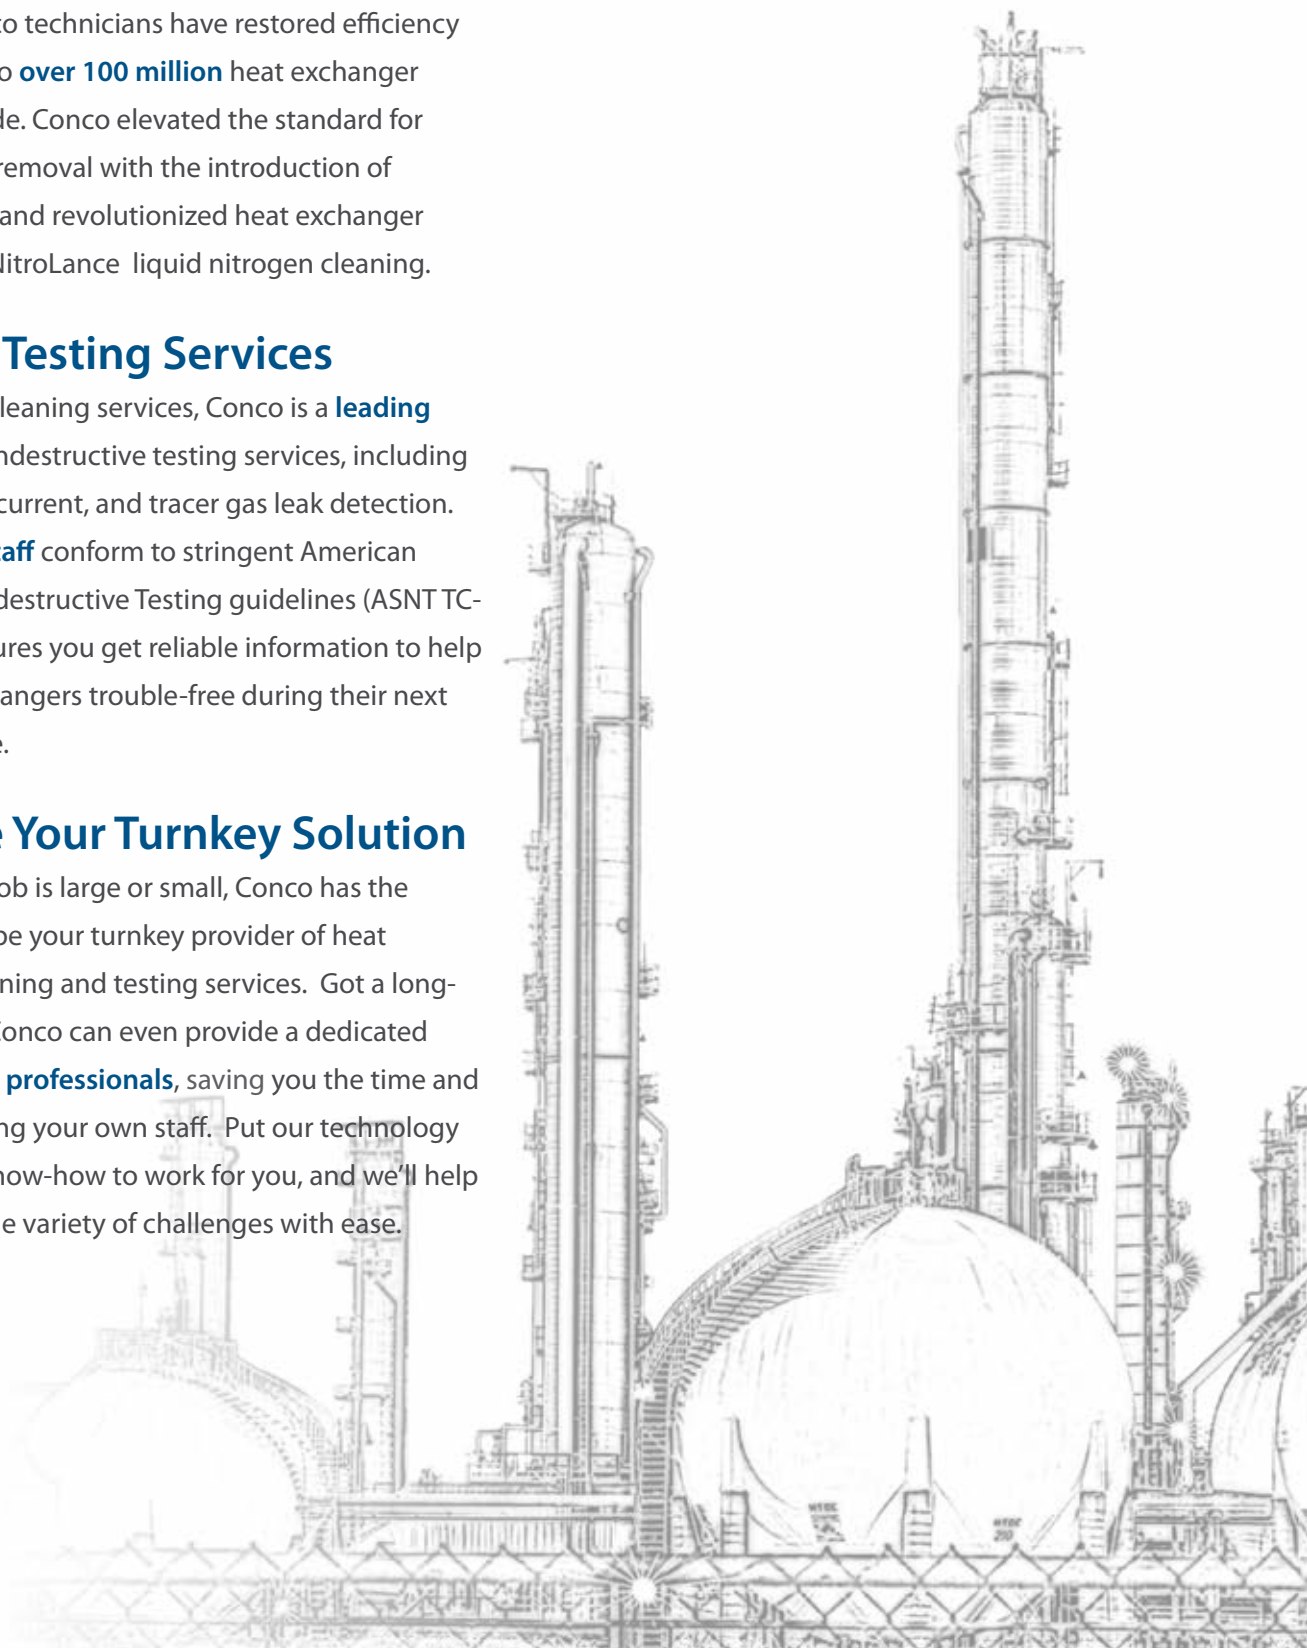 to technicians have restored efficiency
o over 100 million heat exchanger
de. Conco elevated the standard for
removal with the introduction of
and revolutionized heat exchanger
NitroLance liquid nitrogen cleaning.
Testing Services
leaning services, Conco is a leading
ndestructive testing services, including
current, and tracer gas leak detection.
taff conform to stringent American
destructive Testing guidelines (ASNT TC-
ures you get reliable information to help
angers trouble-free during their next
e.
e Your Turnkey Solution
ob is large or small, Conco has the
be your turnkey provider of heat
ning and testing services. Got a long-
Conco can even provide a dedicated
professionals, saving you the time and
ng your own staff. Put our technology
now-how to work for you, and we'll help
e variety of challenges with ease.